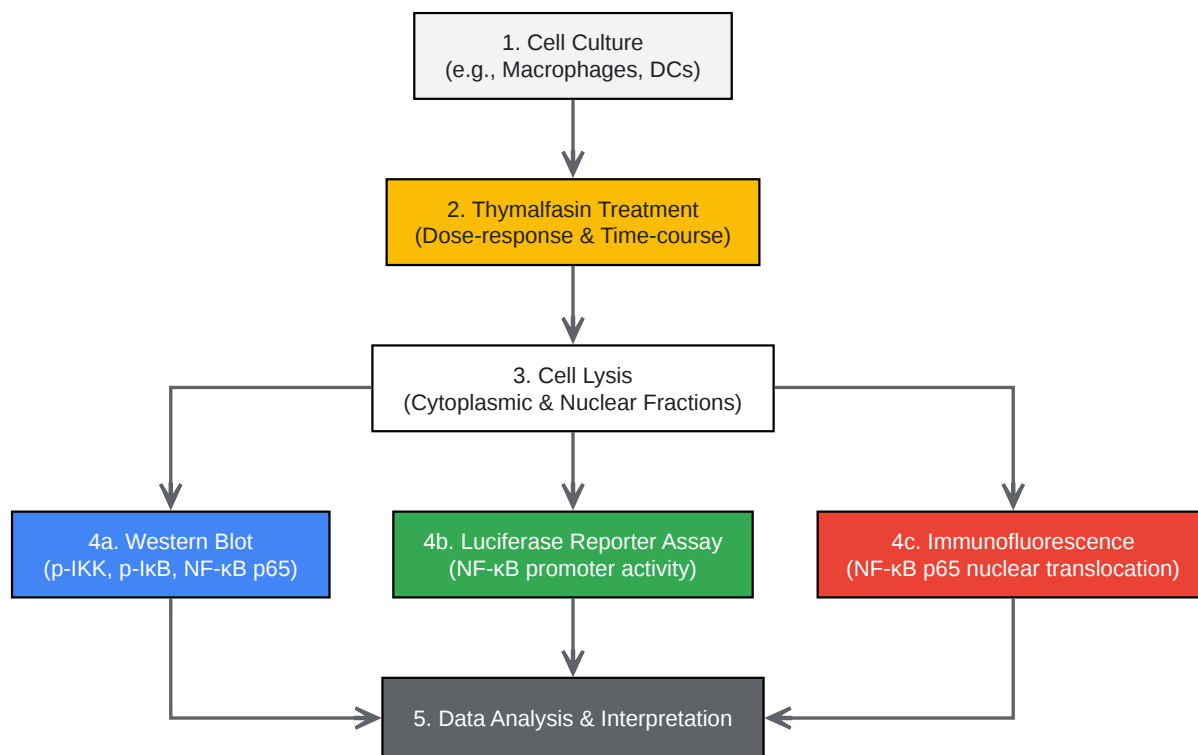 1. Cell Culture
(e.g., Macrophages, DCs)
2. Thymalfasin Treatment
(Dose-response & Time-course)
3. Cell Lysis
(Cytoplasmic & Nuclear Fractions)
4a. Western Blot
(p-IKK, p-IκB, NF-κB p65)
4b. Luciferase Reporter Assay
(NF-κB promoter activity)
4c. Immunofluorescence
(NF-κB p65 nuclear translocation)
5. Data Analysis & Interpretation